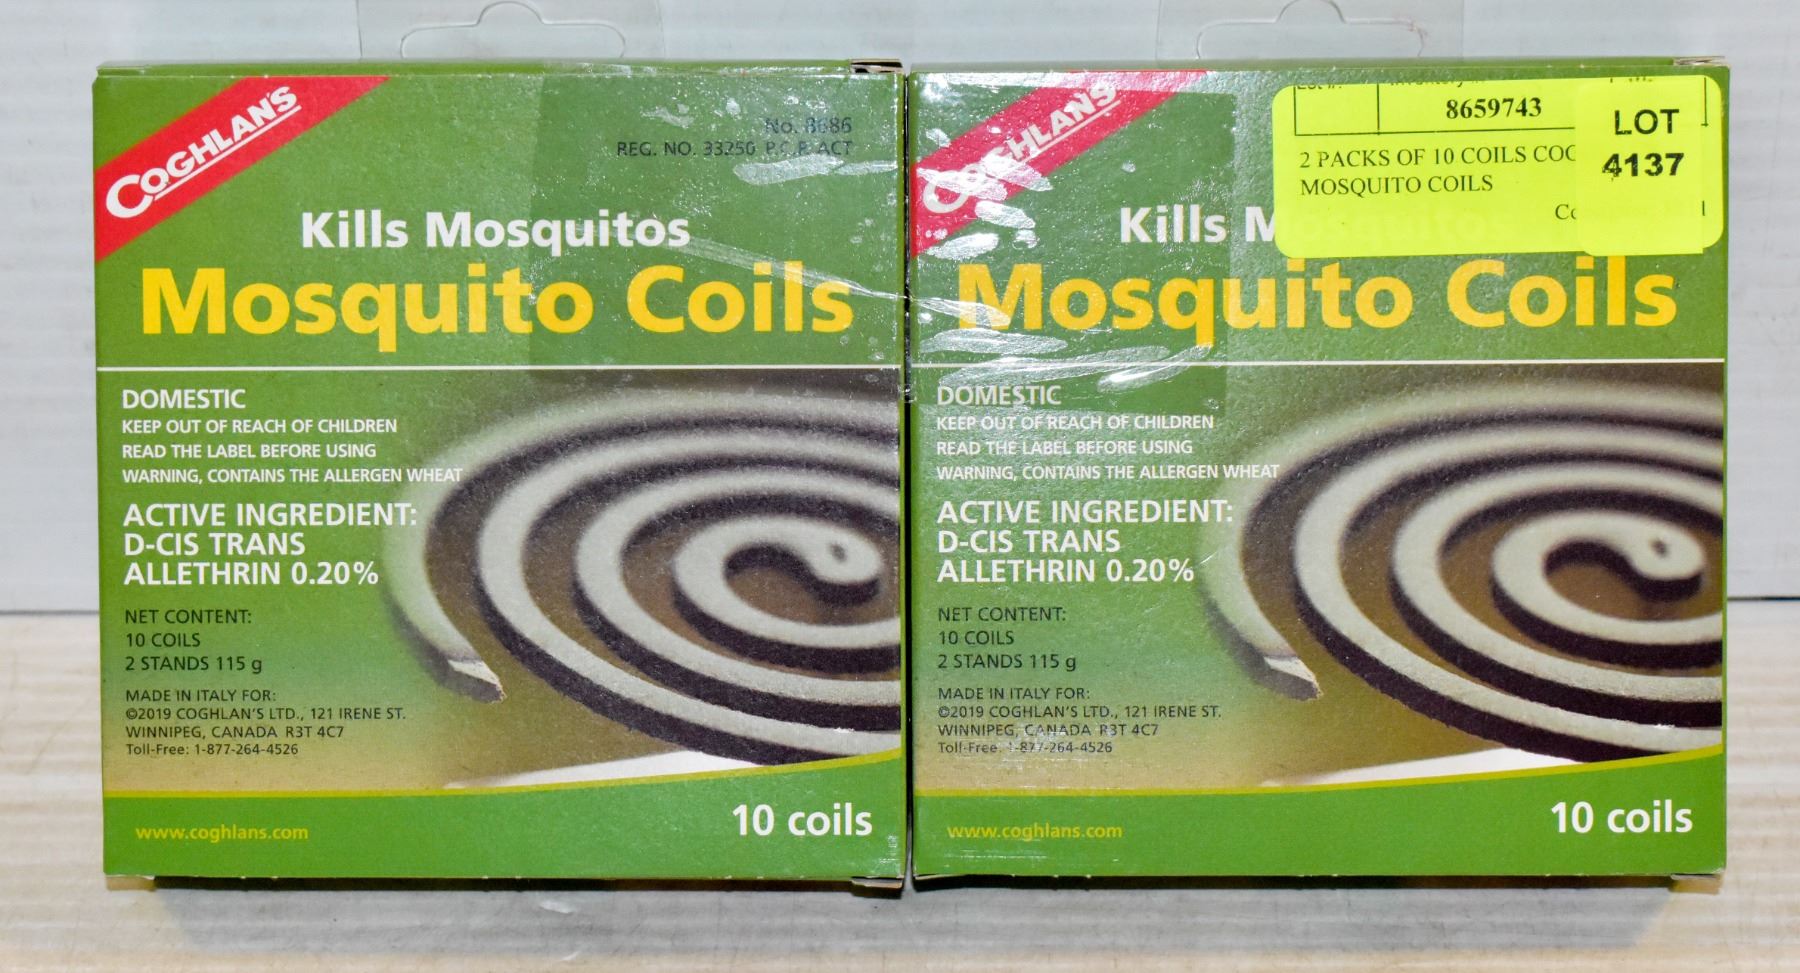 COGHLAN'S
No. 8686
REG. NO. 33250 P.C.P. ACT
Kills Mosquitos
Mosquito Coils
DOMESTIC
KEEP OUT OF REACH OF CHILDREN
READ THE LABEL BEFORE USING
WARNING, CONTAINS THE ALLERGEN WHEAT
ACTIVE INGREDIENT:
D-CIS TRANS
ALLETHRIN 0.20%
NET CONTENT:
10 COILS
2 STANDS 115 g
MADE IN ITALY FOR:
©2019 COGHLAN'S LTD., 121 IRENE ST.
WINNIPEG, CANADA R3T 4C7
Toll-Free: 1-877-264-4526
www.coghlans.com
10 coils
COGHLAN'S
8659743
2 PACKS OF 10 COILS COG
MOSQUITO COILS
LOT
4137
Kills Mosquitos
Mosquito Coils
DOMESTIC
KEEP OUT OF REACH OF CHILDREN
READ THE LABEL BEFORE USING
WARNING, CONTAINS THE ALLERGEN WHEAT
ACTIVE INGREDIENT:
D-CIS TRANS
ALLETHRIN 0.20%
NET CONTENT:
10 COILS
2 STANDS 115 g
MADE IN ITALY FOR:
©2019 COGHLAN'S LTD., 121 IRENE ST.
WINNIPEG, CANADA R3T 4C7
Toll-Free: 1-877-264-4526
www.coghlans.com
10 coils